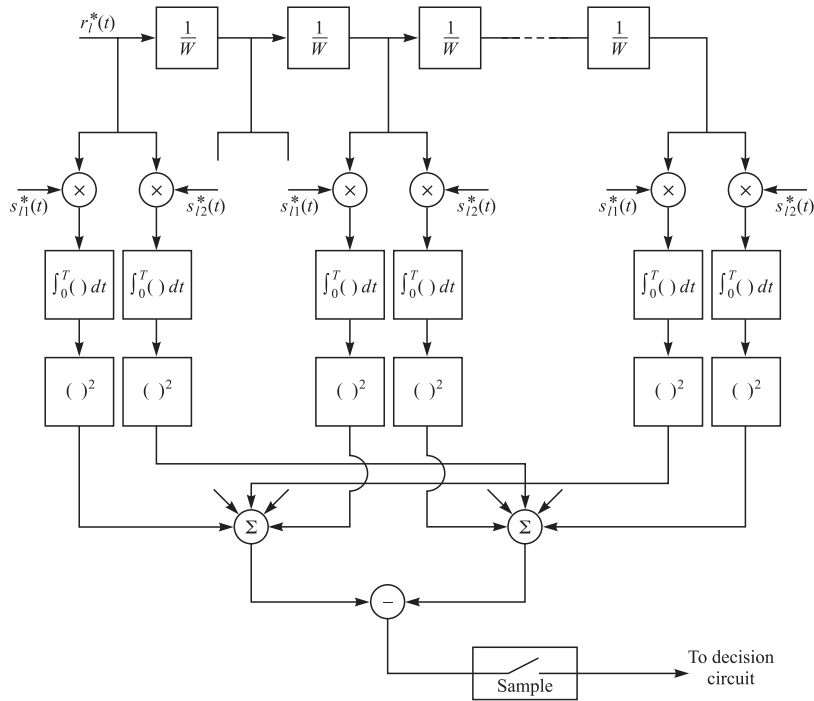 r_l^*(t)
1/W 1/W 1/W 1/W
× × × × × ×
s_{l1}^*(t) s_{l2}^*(t) s_{l1}^*(t) s_{l2}^*(t) s_{l1}^*(t) s_{l2}^*(t)
∫_0^T( ) dt ∫_0^T( ) dt ∫_0^T( ) dt ∫_0^T( ) dt ∫_0^T( ) dt ∫_0^T( ) dt
( )^2 ( )^2 ( )^2 ( )^2 ( )^2 ( )^2
Σ Σ
−
To decision
circuit
Sample